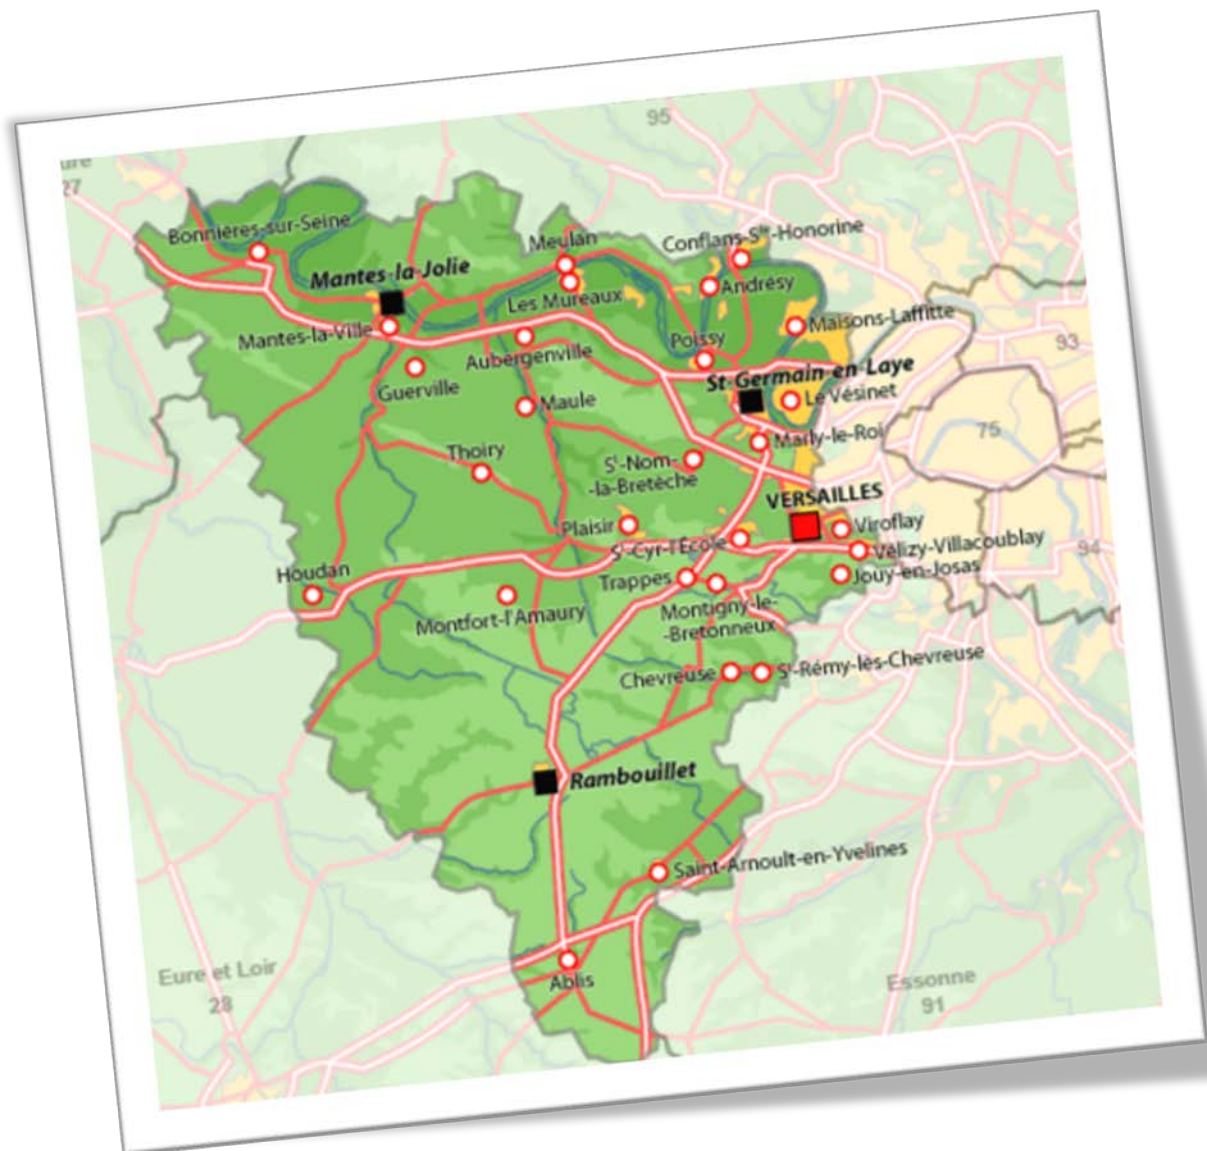 95
27
Bonnières-sur-Seine
Meulan
Conflans-Ste-Honorine
Mantes-la-Jolie
Les Mureaux
Andrésy
Mantes-la-Ville
Maisons-Laffitte
Aubergenville
Poissy
93
Guerville
St-Germain-en-Laye
Le Vésinet
Maule
Marly-le-Roi
75
Thoiry
St-Nom-
-la-Bretèche
VERSAILLES
Plaisir
Viroflay
St-Cyr-l'École
Vélizy-Villacoublay
94
Houdan
Trappes
Jouy-en-Josas
Montfort-l'Amaury
Montigny-le-
-Bretonneux
Chevreuse
St-Rémy-lès-Chevreuse
Rambouillet
Saint-Arnoult-en-Yvelines
Eure et Loir
28
Ablis
Essonne
91